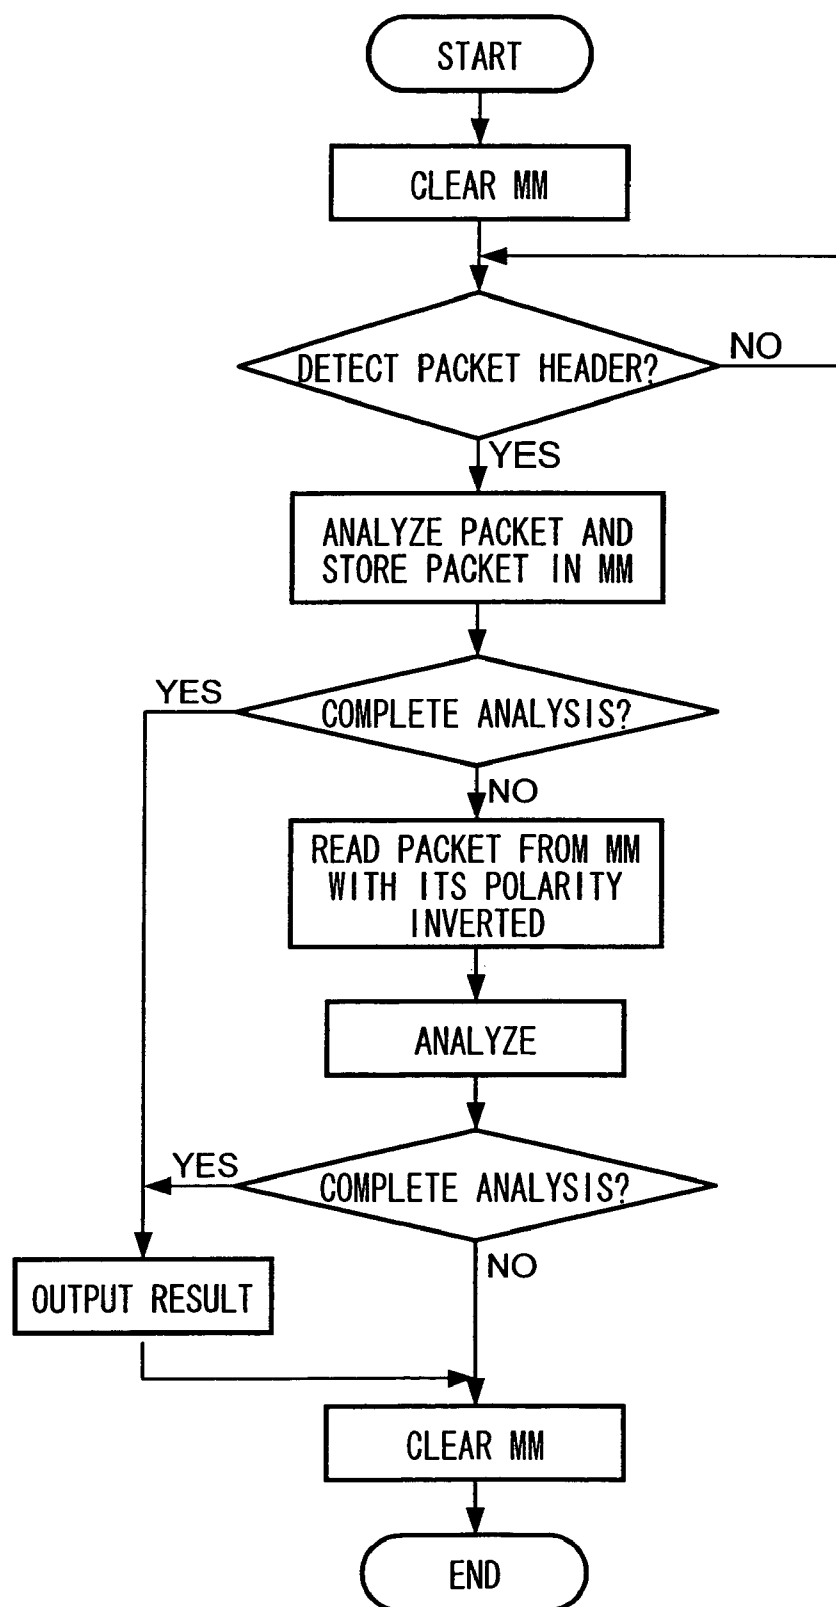 START
CLEAR MM
DETECT PACKET HEADER?
NO
YES
ANALYZE PACKET AND
STORE PACKET IN MM
YES
COMPLETE ANALYSIS?
NO
READ PACKET FROM MM
WITH ITS POLARITY
INVERTED
ANALYZE
YES
COMPLETE ANALYSIS?
NO
OUTPUT RESULT
CLEAR MM
END